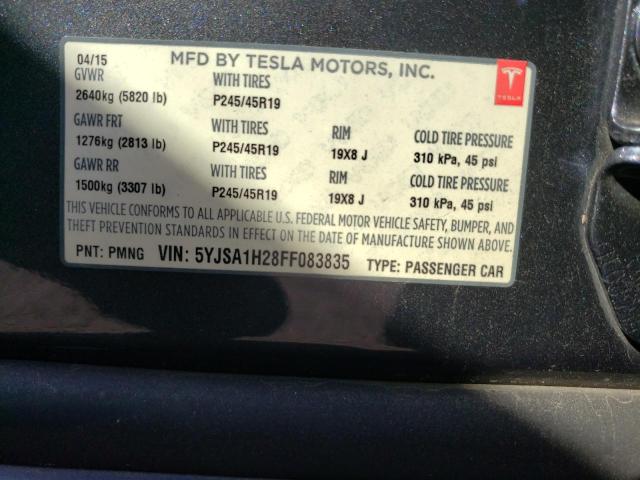 04/15 MFD BY TESLA MOTORS, INC.
GVWR WITH TIRES
2640kg (5820 lb) P245/45R19
GAWR FRT WITH TIRES RIM COLD TIRE PRESSURE
1276kg (2813 lb) P245/45R19 19X8 J 310 kPa, 45 psi
GAWR RR WITH TIRES RIM COLD TIRE PRESSURE
1500kg (3307 lb) P245/45R19 19X8 J 310 kPa, 45 psi
THIS VEHICLE CONFORMS TO ALL APPLICABLE U.S. FEDERAL MOTOR VEHICLE SAFETY, BUMPER, AND
THEFT PREVENTION STANDARDS IN EFFECT ON THE DATE OF MANUFACTURE SHOWN ABOVE.
PNT: PMNG VIN: 5YJSA1H28FF083835 TYPE: PASSENGER CAR
TESLA